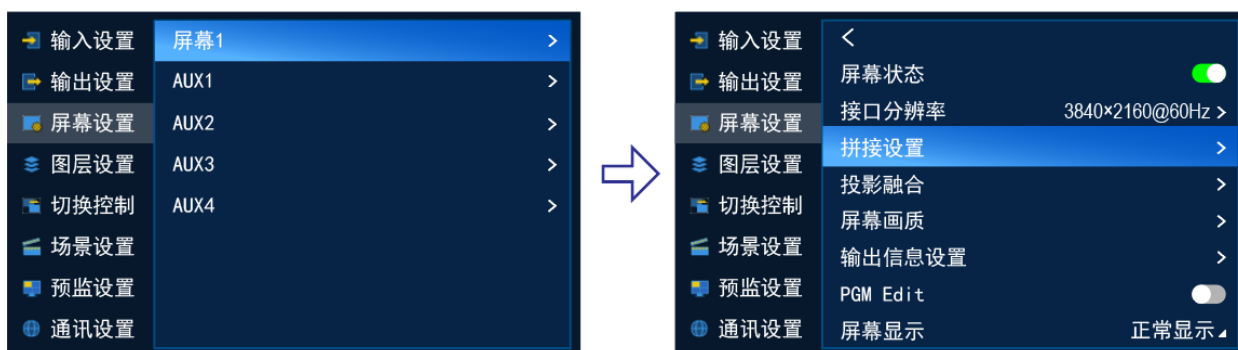 输入设置
输出设置
屏幕设置
图层设置
切换控制
场景设置
预监设置
通讯设置
屏幕1 >
AUX1 >
AUX2 >
AUX3 >
AUX4 >
输入设置
输出设置
屏幕设置
图层设置
切换控制
场景设置
预监设置
通讯设置
<
屏幕状态
接口分辨率 3840×2160@60Hz >
拼接设置 >
投影融合 >
屏幕画质 >
输出信息设置 >
PGM Edit
屏幕显示 正常显示